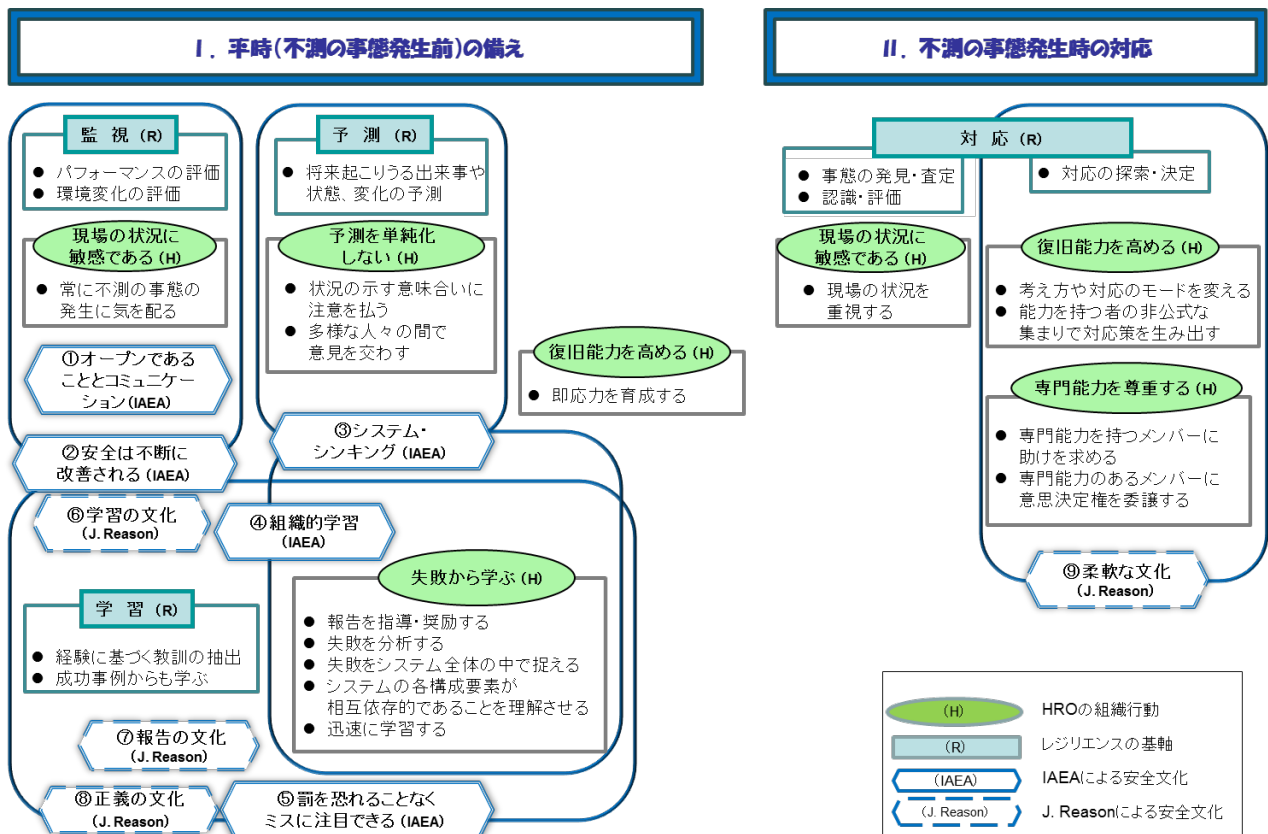 Ⅰ. 平時(不測の事態発生前)の備え
監 視 (R)
● パフォーマンスの評価
● 環境変化の評価
現場の状況に
敏感である (H)
● 常に不測の事態の
発生に気を配る
①オープンである
こととコミュニケー
ション(IAEA)
②安全は不断に
改善される (IAEA)
予 測 (R)
● 将来起こりうる出来事や
状態、変化の予測
予測を単純化
しない (H)
● 状況の示す意味合いに
注意を払う
● 多様な人々の間で
意見を交わす
③システム・
シンキング (IAEA)
復旧能力を高める (H)
● 即応力を育成する
⑥学習の文化
(J. Reason)
④組織的学習
(IAEA)
学 習 (R)
● 経験に基づく教訓の抽出
● 成功事例からも学ぶ
失敗から学ぶ (H)
● 報告を指導・奨励する
● 失敗を分析する
● 失敗をシステム全体の中で捉える
● システムの各構成要素が
相互依存的であることを理解させる
● 迅速に学習する
⑦報告の文化
(J. Reason)
⑧正義の文化
(J. Reason)
⑤罰を恐れることなく
ミスに注目できる (IAEA)
Ⅱ. 不測の事態発生時の対応
対 応 (R)
● 事態の発見・査定
● 認識・評価
● 対応の探索・決定
現場の状況に
敏感である (H)
● 現場の状況を
重視する
復旧能力を高める (H)
● 考え方や対応のモードを変える
● 能力を持つ者の非公式な
集まりで対応策を生み出す
専門能力を尊重する (H)
● 専門能力を持つメンバーに
助けを求める
● 専門能力のあるメンバーに
意思決定権を委譲する
⑨柔軟な文化
(J. Reason)
(H) HROの組織行動
(R) レジリエンスの基軸
(IAEA) IAEAによる安全文化
(J. Reason) J. Reasonによる安全文化